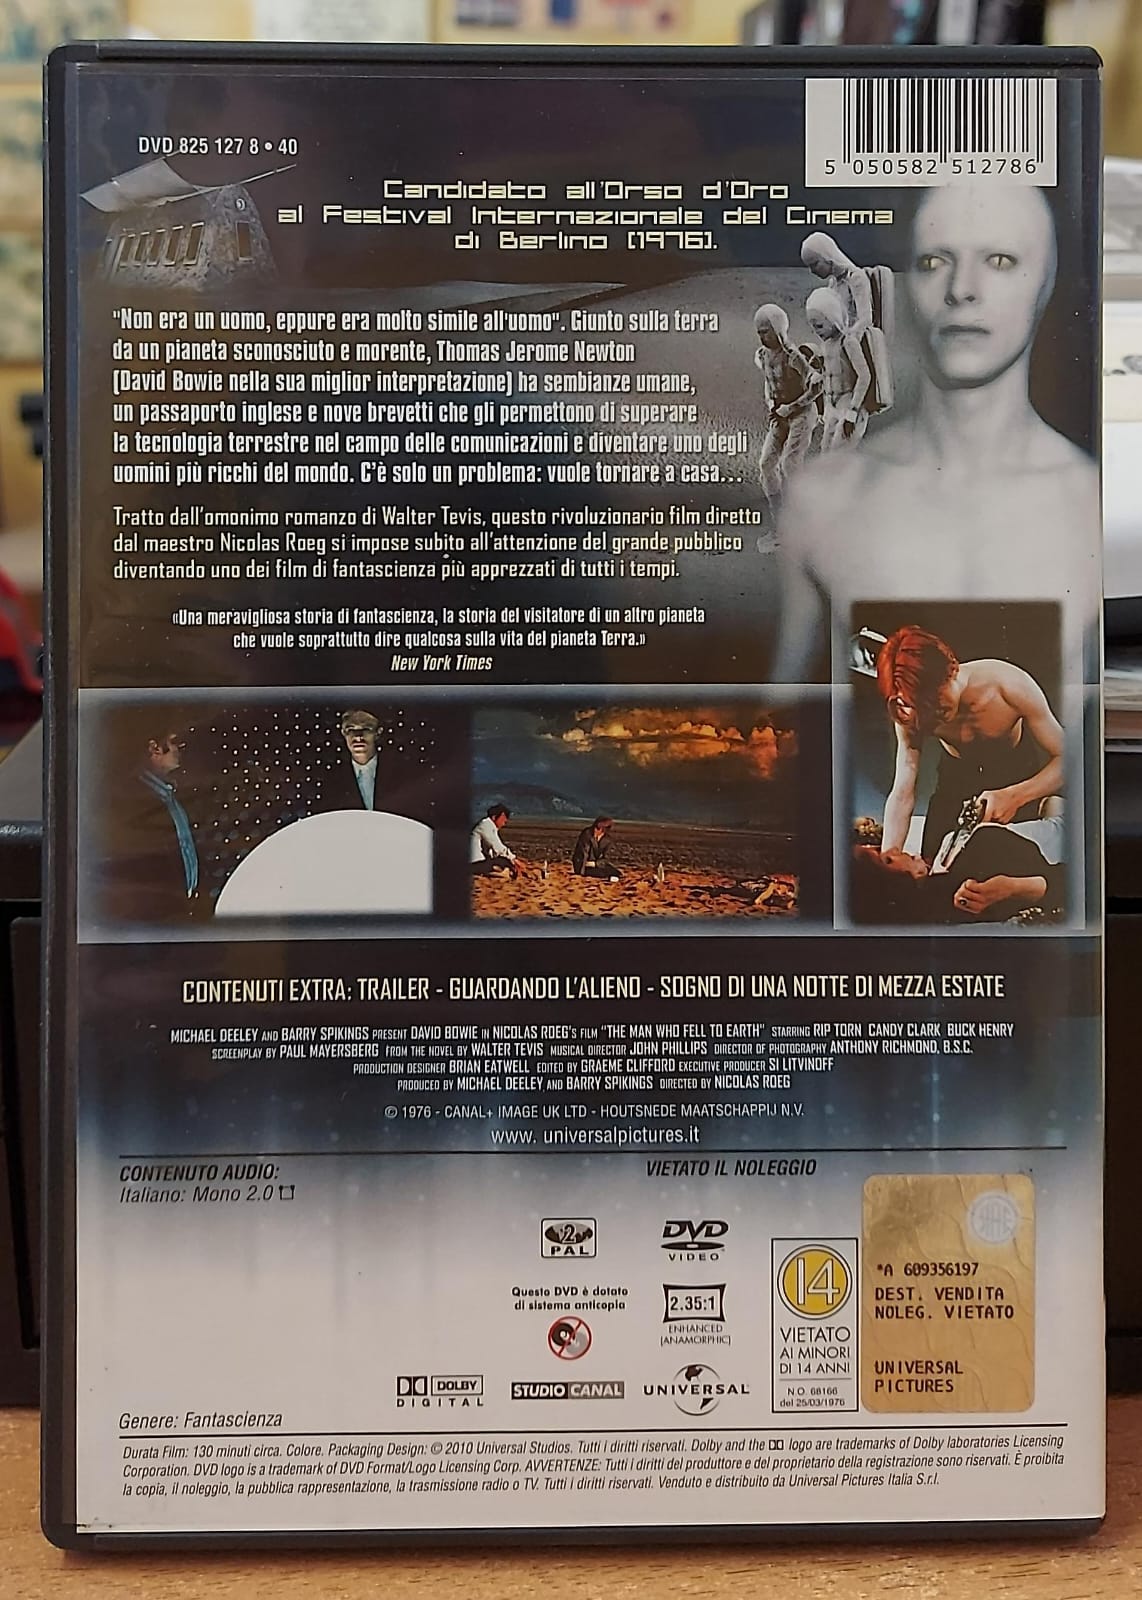 DVD 825 127 8 • 40
5 050582 512786
Candidato all'Orso d'Oro
al Festival Internazionale del Cinema
di Berlino (1976).
"Non era un uomo, eppure era molto simile all'uomo". Giunto sulla terra
da un pianeta sconosciuto e morente, Thomas Jerome Newton
(David Bowie nella sua miglior interpretazione) ha sembianze umane,
un passaporto inglese e nove brevetti che gli permettono di superare
la tecnologia terrestre nel campo delle comunicazioni e diventare uno degli
uomini più ricchi del mondo. C'è solo un problema: vuole tornare a casa...
Tratto dall'omonimo romanzo di Walter Tevis, questo rivoluzionario film diretto
dal maestro Nicolas Roeg si impose subito all'attenzione del grande pubblico
diventando uno dei film di fantascienza più apprezzati di tutti i tempi.
«Una meravigliosa storia di fantascienza, la storia del visitatore di un altro pianeta
che vuole soprattutto dire qualcosa sulla vita del pianeta Terra.»
New York Times
CONTENUTI EXTRA: TRAILER - GUARDANDO L'ALIENO - SOGNO DI UNA NOTTE DI MEZZA ESTATE
MICHAEL DEELEY AND BARRY SPIKINGS PRESENT DAVID BOWIE IN NICOLAS ROEG'S FILM "THE MAN WHO FELL TO EARTH" STARRING RIP TORN CANDY CLARK BUCK HENRY
SCREENPLAY BY PAUL MAYERSBERG FROM THE NOVEL BY WALTER TEVIS MUSICAL DIRECTOR JOHN PHILLIPS DIRECTOR OF PHOTOGRAPHY ANTHONY RICHMOND, B.S.C.
PRODUCTION DESIGNER BRIAN EATWELL EDITED BY GRAEME CLIFFORD EXECUTIVE PRODUCER SI LITVINOFF
PRODUCED BY MICHAEL DEELEY AND BARRY SPIKINGS DIRECTED BY NICOLAS ROEG
© 1976 - CANAL+ IMAGE UK LTD - HOUTSNEDE MAATSCHAPPIJ N.V.
www. universalpictures.it
CONTENUTO AUDIO:
Italiano: Mono 2.0
VIETATO IL NOLEGGIO
2
PAL
DVD
VIDEO
Questo DVD è dotato
di sistema anticopia
2.35:1
ENHANCED
(ANAMORPHIC)
DOLBY
DIGITAL
STUDIO CANAL
UNIVERSAL
14
VIETATO
AI MINORI
DI 14 ANNI
N.O. 68166
del 25/03/1976
*A 609356197
DEST. VENDITA
NOLEG. VIETATO
UNIVERSAL
PICTURES
Genere: Fantascienza
Durata Film: 130 minuti circa. Colore. Packaging Design: © 2010 Universal Studios. Tutti i diritti riservati. Dolby and the logo are trademarks of Dolby laboratories Licensing
Corporation. DVD logo is a trademark of DVD Format/Logo Licensing Corp. AVVERTENZE: Tutti i diritti del produttore e del proprietario della registrazione sono riservati. È proibita
la copia, il noleggio, la pubblica rappresentazione, la trasmissione radio o TV. Tutti i diritti riservati. Venduto e distribuito da Universal Pictures Italia S.r.l.